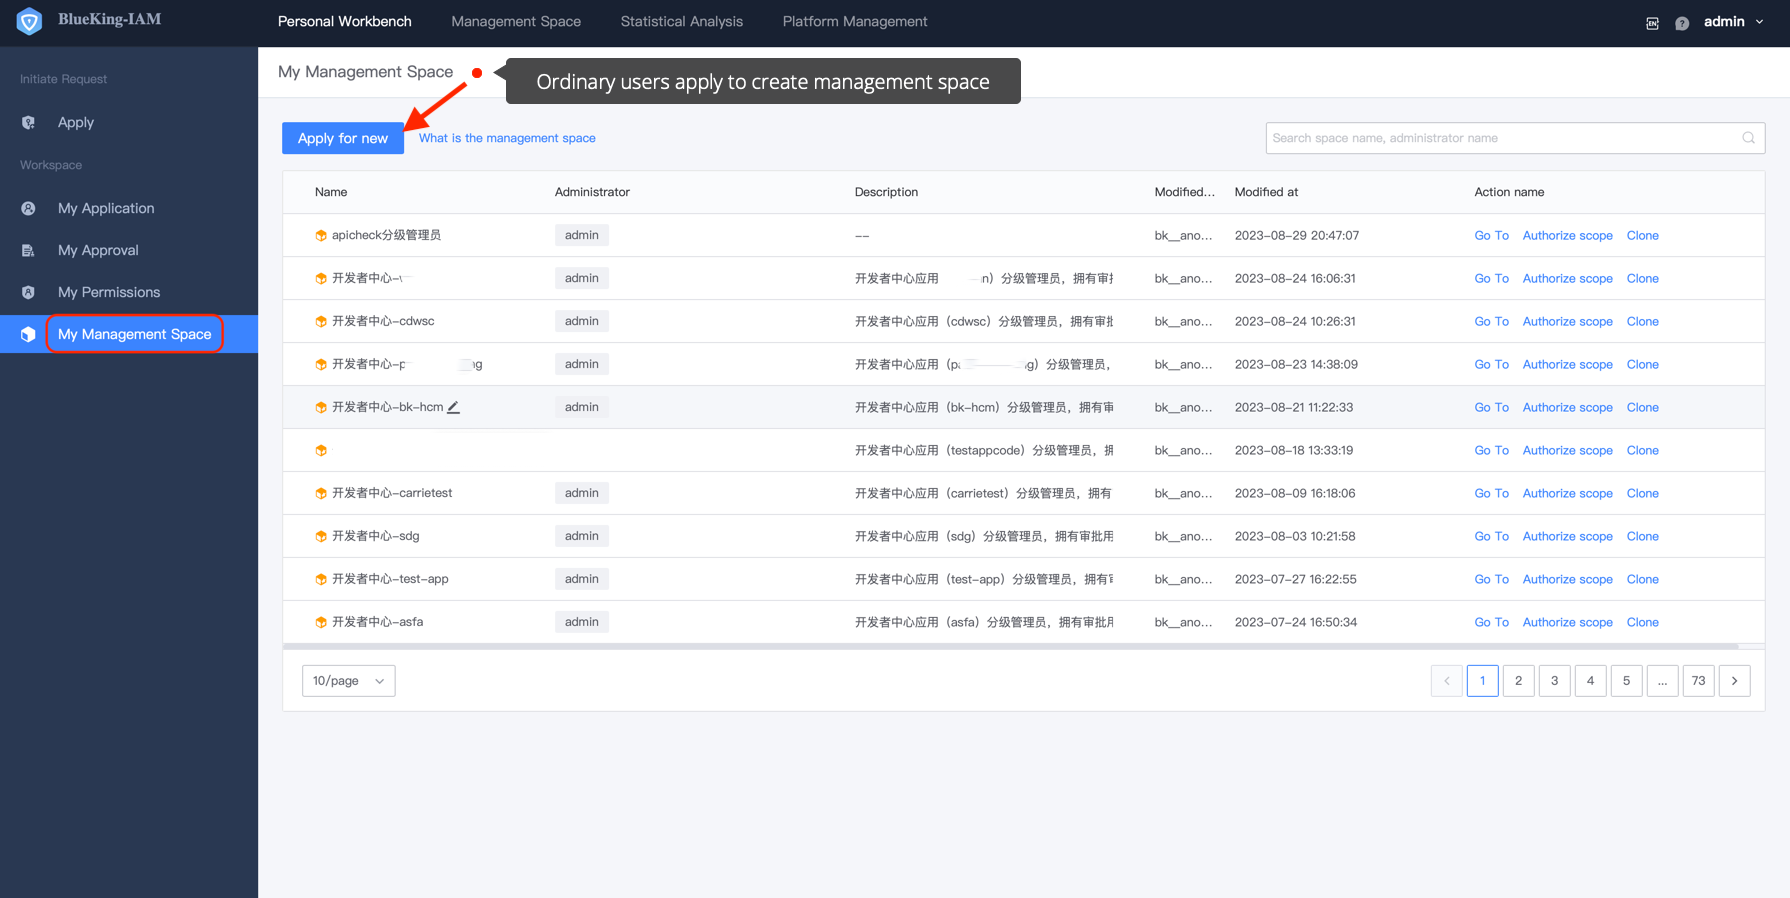 BlueKing-IAM
Personal Workbench Management Space Statistical Analysis Platform Management
EN ? admin
Initiate Request
Apply
Workspace
My Application
My Approval
My Permissions
My Management Space
My Management Space
Ordinary users apply to create management space
Apply for new What is the management space Search space name, administrator name
Name Administrator Description Modified... Modified at Action name
apicheck分级管理员 admin -- bk__ano... 2023-08-29 20:47:07 Go To Authorize scope Clone
开发者中心- admin 开发者中心应用 n）分级管理员，拥有审 bk__ano... 2023-08-24 16:06:31 Go To Authorize scope Clone
开发者中心-cdwsc admin 开发者中心应用（cdwsc）分级管理员，拥有审批 bk__ano... 2023-08-24 10:26:31 Go To Authorize scope Clone
开发者中心-p g admin 开发者中心应用（p g）分级管理员， bk__ano... 2023-08-23 14:38:09 Go To Authorize scope Clone
开发者中心-bk-hcm admin 开发者中心应用（bk-hcm）分级管理员，拥有审 bk__ano... 2023-08-21 11:22:33 Go To Authorize scope Clone
开发者中心应用（testappcode）分级管理员，拥 bk__ano... 2023-08-18 13:33:19 Go To Authorize scope Clone
开发者中心-carrietest admin 开发者中心应用（carrietest）分级管理员，拥有 bk__ano... 2023-08-09 16:18:06 Go To Authorize scope Clone
开发者中心-sdg admin 开发者中心应用（sdg）分级管理员，拥有审批用 bk__ano... 2023-08-03 10:21:58 Go To Authorize scope Clone
开发者中心-test-app admin 开发者中心应用（test-app）分级管理员，拥有 bk__ano... 2023-07-27 16:22:55 Go To Authorize scope Clone
开发者中心-asfa admin 开发者中心应用（asfa）分级管理员，拥有审批用 bk__ano... 2023-07-24 16:50:34 Go To Authorize scope Clone
10/page 1 2 3 4 5 ... 73